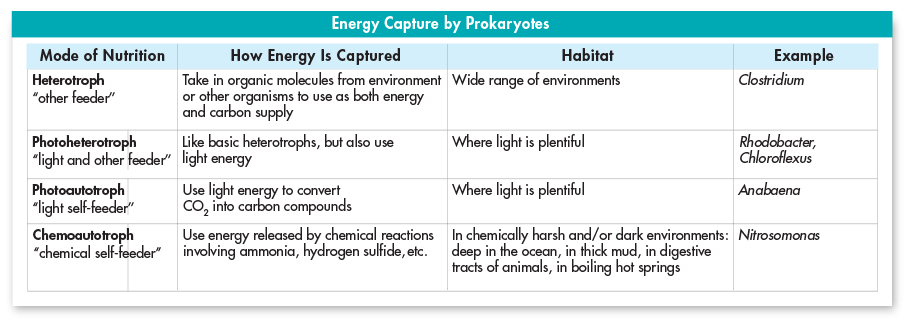 Energy Capture by Prokaryotes
Mode of Nutrition
How Energy Is Captured
Habitat
Example
Heterotroph
“other feeder”
Take in organic molecules from environment
or other organisms to use as both energy
and carbon supply
Wide range of environments
Clostridium
Photoheterotroph
“light and other feeder”
Like basic heterotrophs, but also use
light energy
Where light is plentiful
Rhodobacter,
Chloroflexus
Photoautotroph
“light self-feeder”
Use light energy to convert
CO₂ into carbon compounds
Where light is plentiful
Anabaena
Chemoautotroph
“chemical self-feeder”
Use energy released by chemical reactions
involving ammonia, hydrogen sulfide, etc.
In chemically harsh and/or dark environments:
deep in the ocean, in thick mud, in digestive
tracts of animals, in boiling hot springs
Nitrosomonas